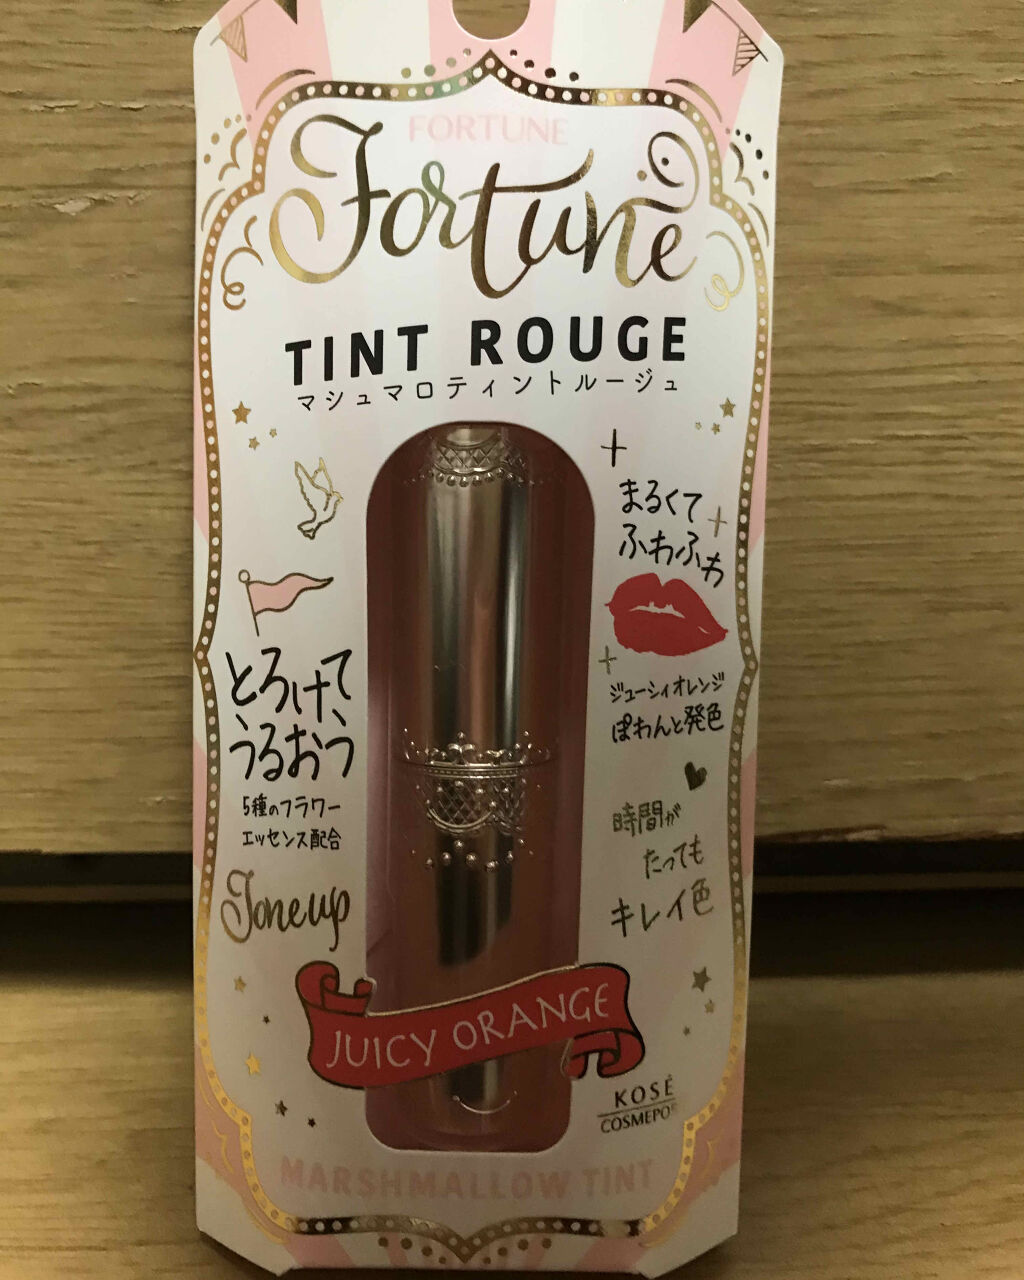 FORTUNE
Fortune
TINT ROUGE
マシュマロティントルージュ
まるくて
ふわふわ
とろけて
うるおう
5種のフラワー
エッセンス配合
Toneup
ジューシィオレンジ
ぽわんと発色
時間が
たっても
キレイ色
JUICY ORANGE
KOSÉ
COSMEPO
MARSHMALLOW TINT